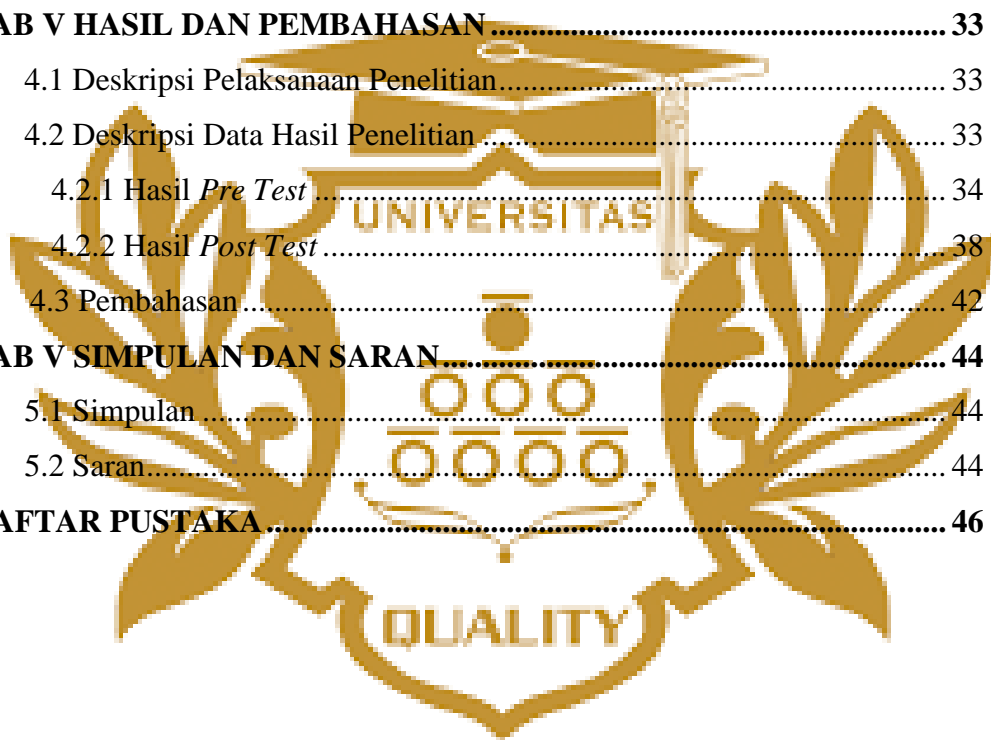 AB V HASIL DAN PEMBAHASAN.......................................................... 33
4.1 Deskripsi Pelaksanaan Penelitian......................................................... 33
4.2 Deskripsi Data Hasil Penelitian ........................................................... 33
4.2.1 Hasil Pre Test ................................................................................ 34
UNIVERSITAS
4.2.2 Hasil Post Test ............................................................................... 38
4.3 Pembahasan.......................................................................................... 42
AB V SIMPULAN DAN SARAN................................................................ 44
5.1 Simpulan ............................................................................................... 44
5.2 Saran...................................................................................................... 44
AFTAR PUSTAKA...................................................................................... 46
QUALITY